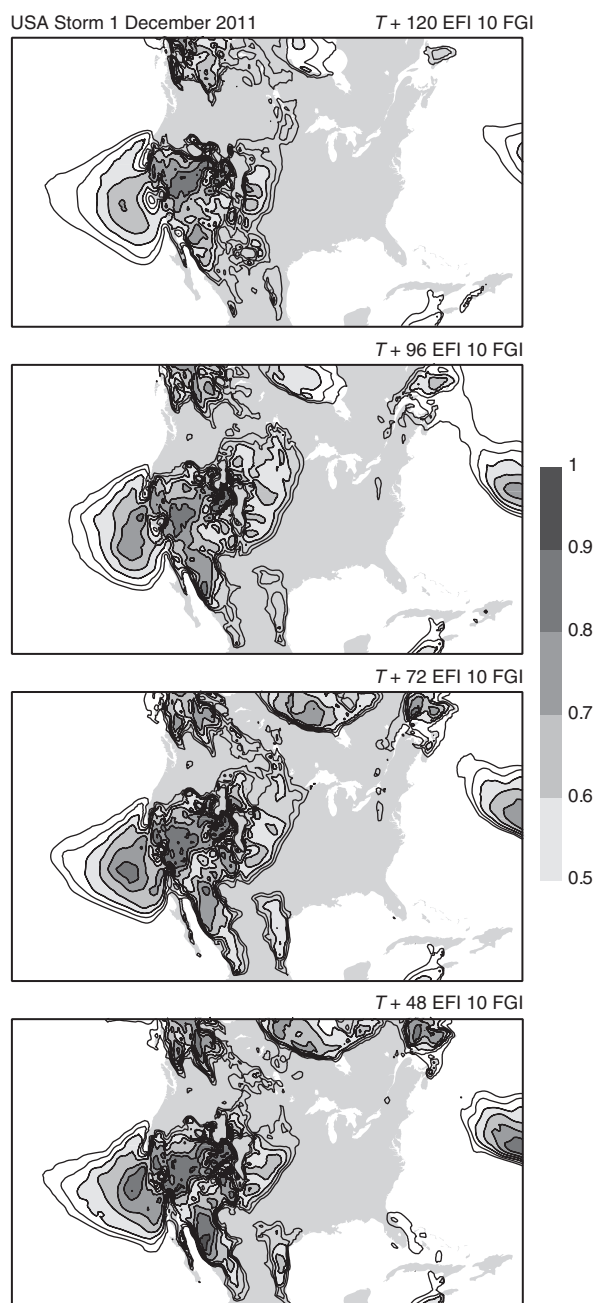 USA Storm 1 December 2011
T + 120 EFI 10 FGI
T + 96 EFI 10 FGI
1
0.9
0.8
0.7
0.6
0.5
T + 72 EFI 10 FGI
T + 48 EFI 10 FGI